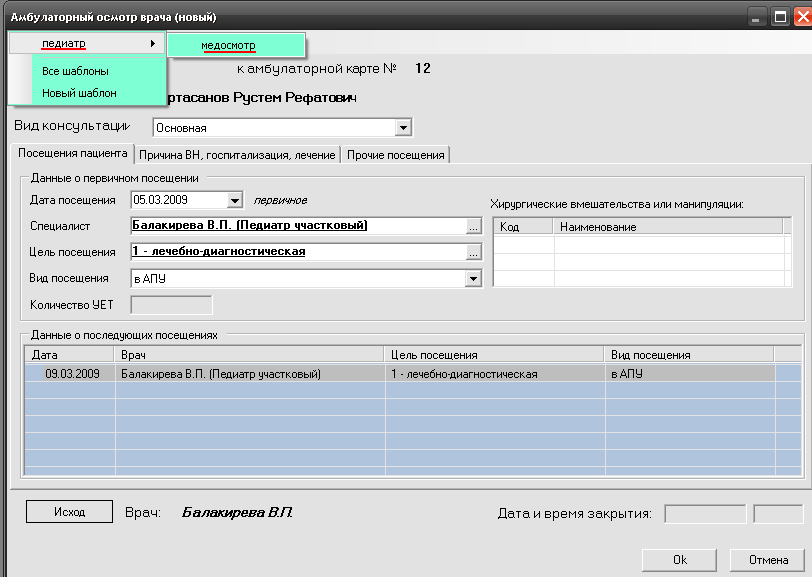 Амбулаторный осмотр врача (новый)
педиатр
медосмотр
Все шаблоны
Новый шаблон
к амбулаторной карте № 12
Рустем Рефатович
Вид консультации
Основная
Посещения пациента
Причина ВН, госпитализация, лечение
Прочие посещения
Данные о первичном посещении
Дата посещения
05.03.2009
первичное
Специалист
Балакирева В.П. (Педиатр участковый)
...
Цель посещения
1 - лечебно-диагностическая
...
Вид посещения
в АПУ
Количество УЕТ
Хирургические вмешательства или манипуляции:
Код
Наименование
Данные о последующих посещениях
Дата
Врач
Цель посещения
Вид посещения
09.03.2009
Балакирева В.П. (Педиатр участковый)
1 - лечебно-диагностическая
в АПУ
Исход
Врач:
Балакирева В.П.
Дата и время закрытия:
Ok
Отмена